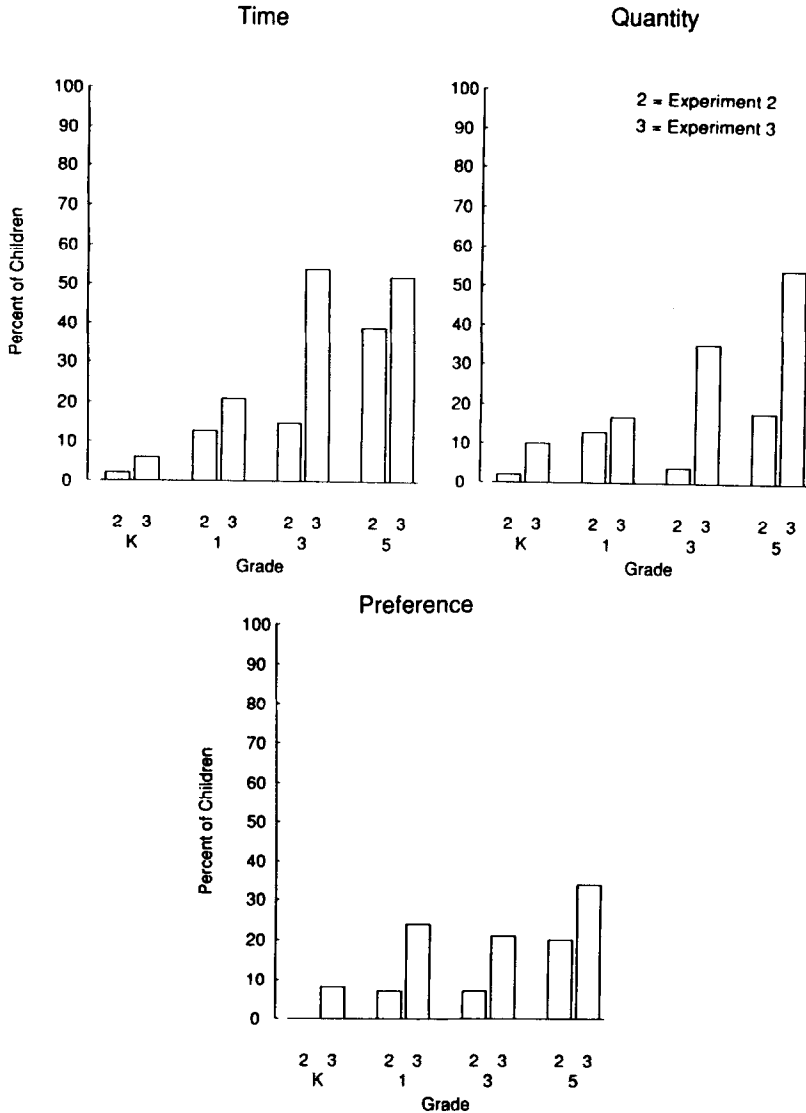 Time
Quantity
100
90
80
70
60
50
40
30
20
10
0
Percent of Children
2 3 2 3 2 3 2 3
K 1 3 5
Grade
100
90
80
70
60
50
40
30
20
10
0
2 = Experiment 2
3 = Experiment 3
2 3 2 3 2 3 2 3
K 1 3 5
Grade
Preference
100
90
80
70
60
50
40
30
20
10
0
Percent of Children
2 3 2 3 2 3 2 3
K 1 3 5
Grade